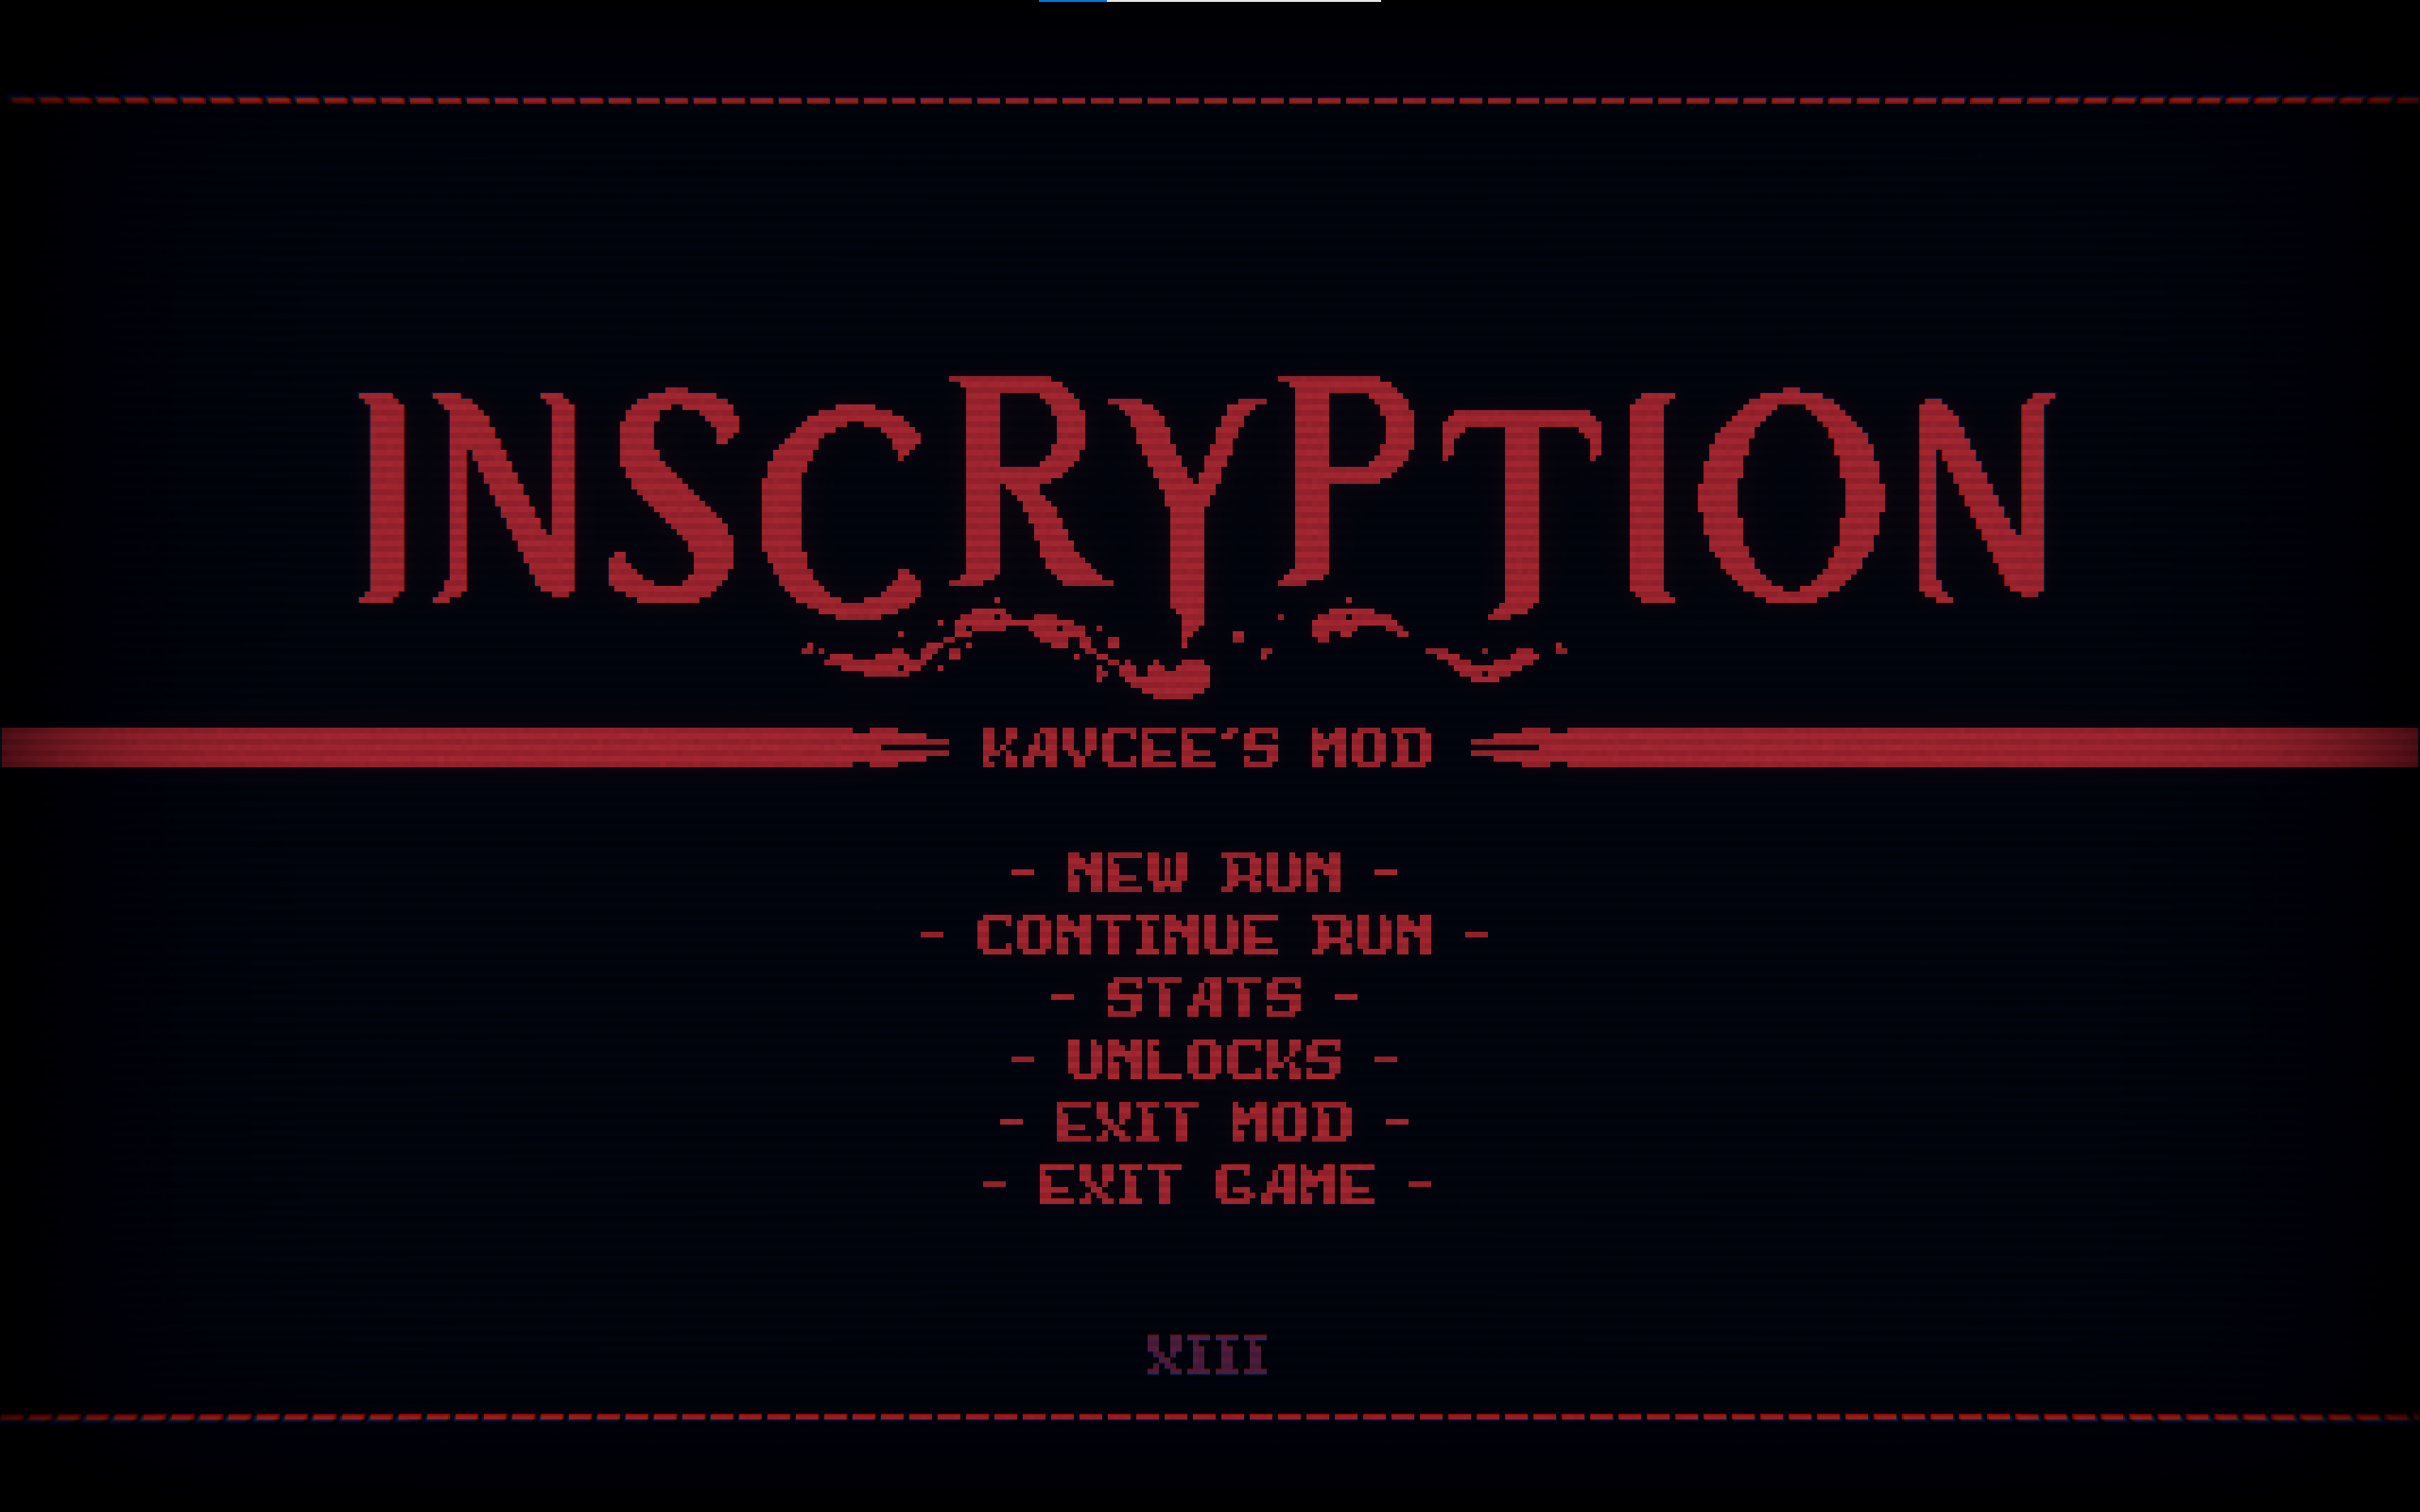 INSCRYPTION
KAYCEE'S MOD
- NEW RUN -
- CONTINUE RUN -
- STATS -
- UNLOCKS -
- EXIT MOD -
- EXIT GAME -
XIII